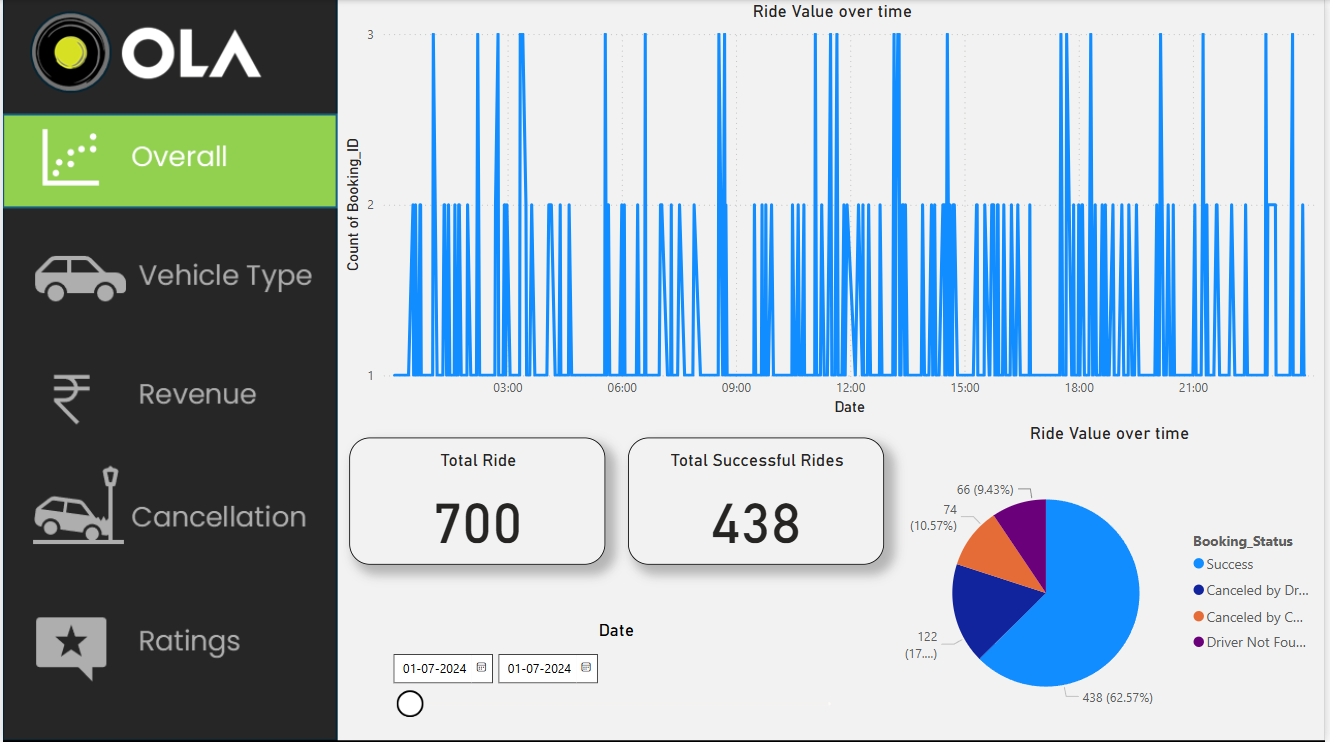 OLA
Overall
Vehicle Type
Revenue
Cancellation
Ratings
Ride Value over time
Count of Booking_ID
3
2
1
03:00 06:00 09:00 12:00 15:00 18:00 21:00
Date
Total Ride
700
Total Successful Rides
438
Date
01-07-2024 01-07-2024
Ride Value over time
66 (9.43%)
74
(10.57%)
122
(17....)
438 (62.57%)
Booking_Status
Success
Canceled by Dr...
Canceled by C...
Driver Not Fou...